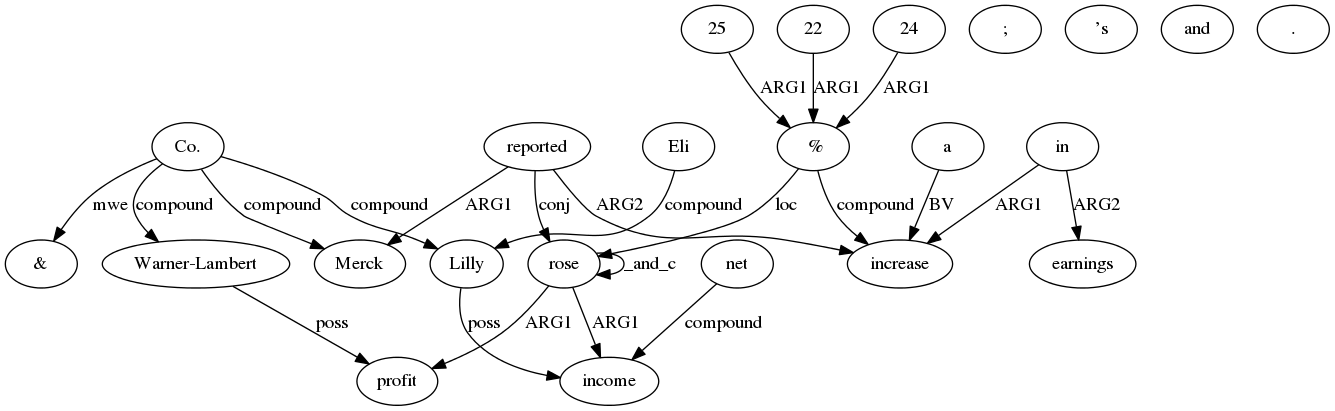 25 22 24 ; ’s and .
ARG1 ARG1 ARG1
Co. reported Eli % a in
mwe compound compound compound ARG1 conj ARG2 compound loc compound BV ARG1 ARG2
& Warner-Lambert Merck Lilly rose _and_c net increase earnings
poss poss ARG1 ARG1 compound
profit income